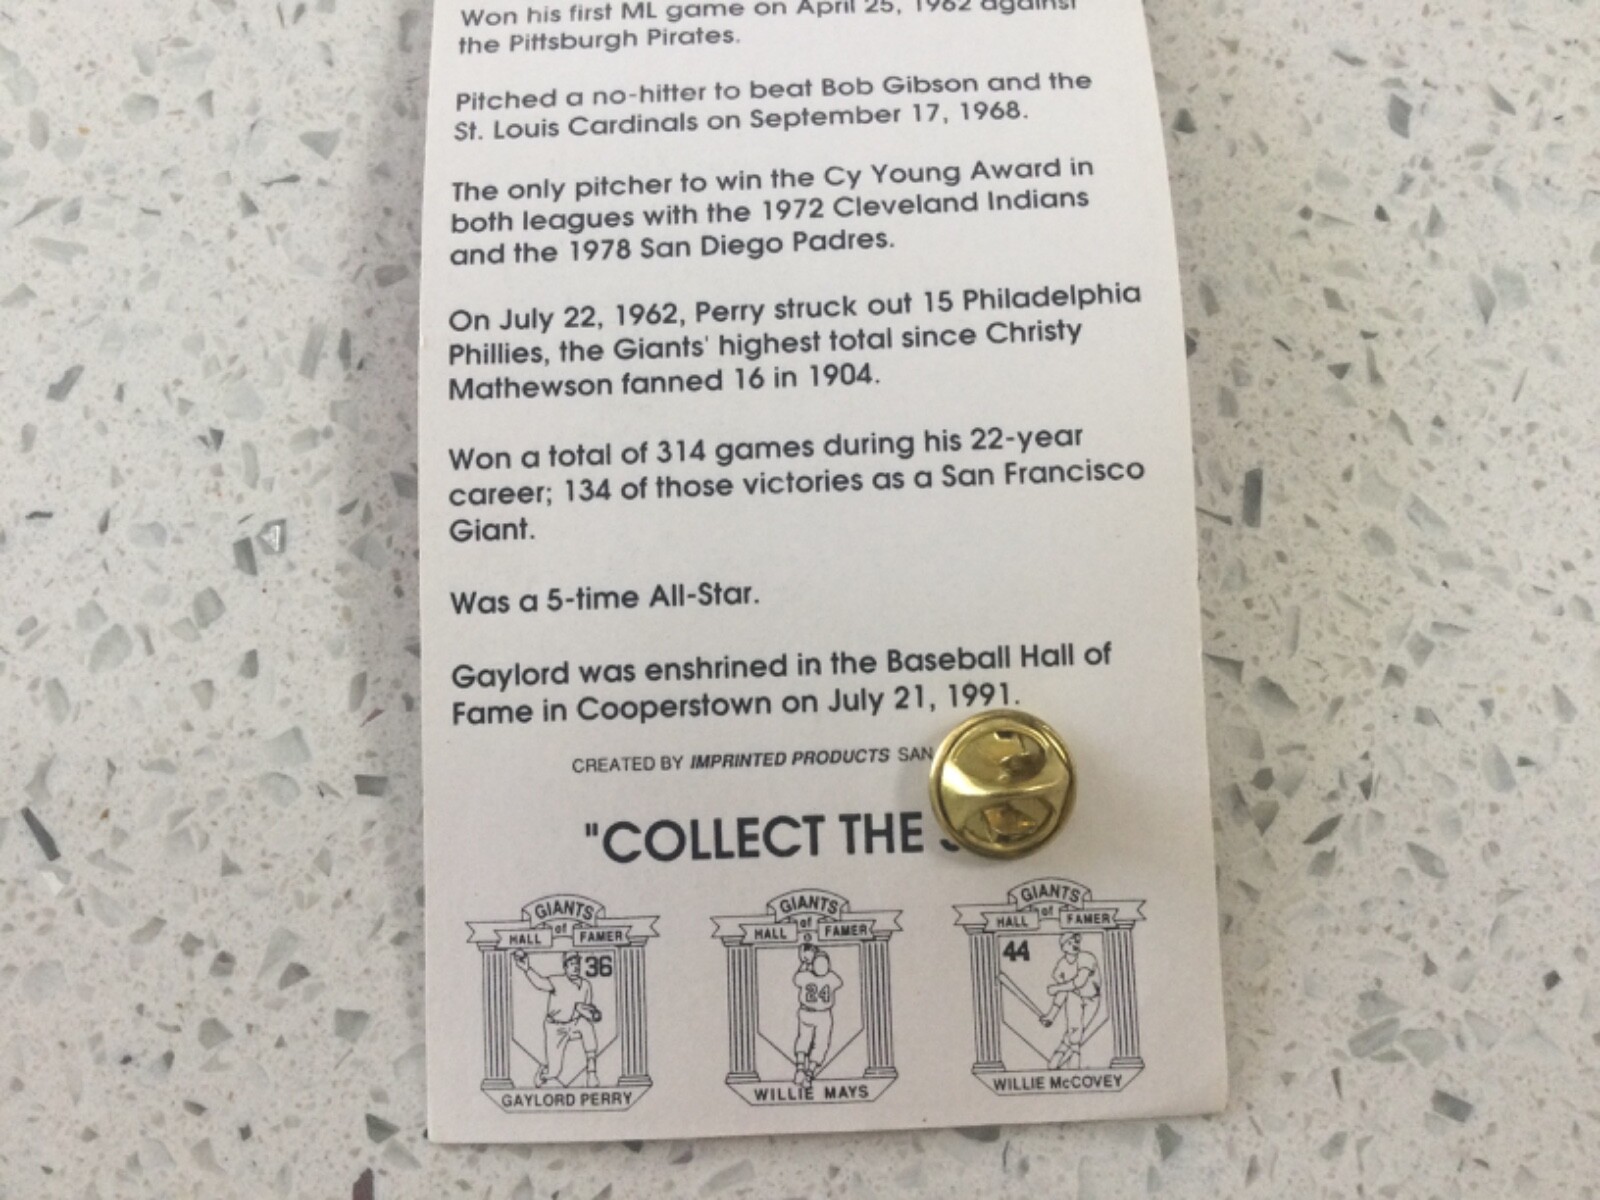 Won his first ML game on April 25, 1962 against
the Pittsburgh Pirates.
Pitched a no-hitter to beat Bob Gibson and the
St. Louis Cardinals on September 17, 1968.
The only pitcher to win the Cy Young Award in
both leagues with the 1972 Cleveland Indians
and the 1978 San Diego Padres.
On July 22, 1962, Perry struck out 15 Philadelphia
Phillies, the Giants' highest total since Christy
Mathewson fanned 16 in 1904.
Won a total of 314 games during his 22-year
career; 134 of those victories as a San Francisco
Giant.
Was a 5-time All-Star.
Gaylord was enshrined in the Baseball Hall of
Fame in Cooperstown on July 21, 1991.
CREATED BY IMPRINTED PRODUCTS SAN
"COLLECT THE
GIANTS
HALL of FAMER
36
GAYLORD PERRY
GIANTS
HALL of FAMER
24
WILLIE MAYS
GIANTS
HALL of FAMER
44
WILLIE McCOVEY